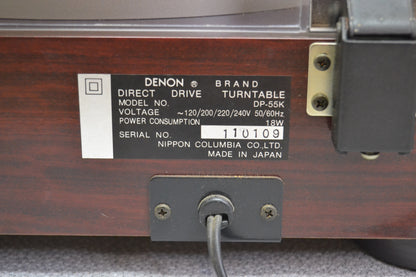 DENON ® BRAND
DIRECT DRIVE TURNTABLE
MODEL NO. DP-55K
VOLTAGE ~120/200/220/240V 50/60Hz
POWER CONSUMPTION 18W
SERIAL NO. 110109
NIPPON COLUMBIA CO.,LTD.
MADE IN JAPAN